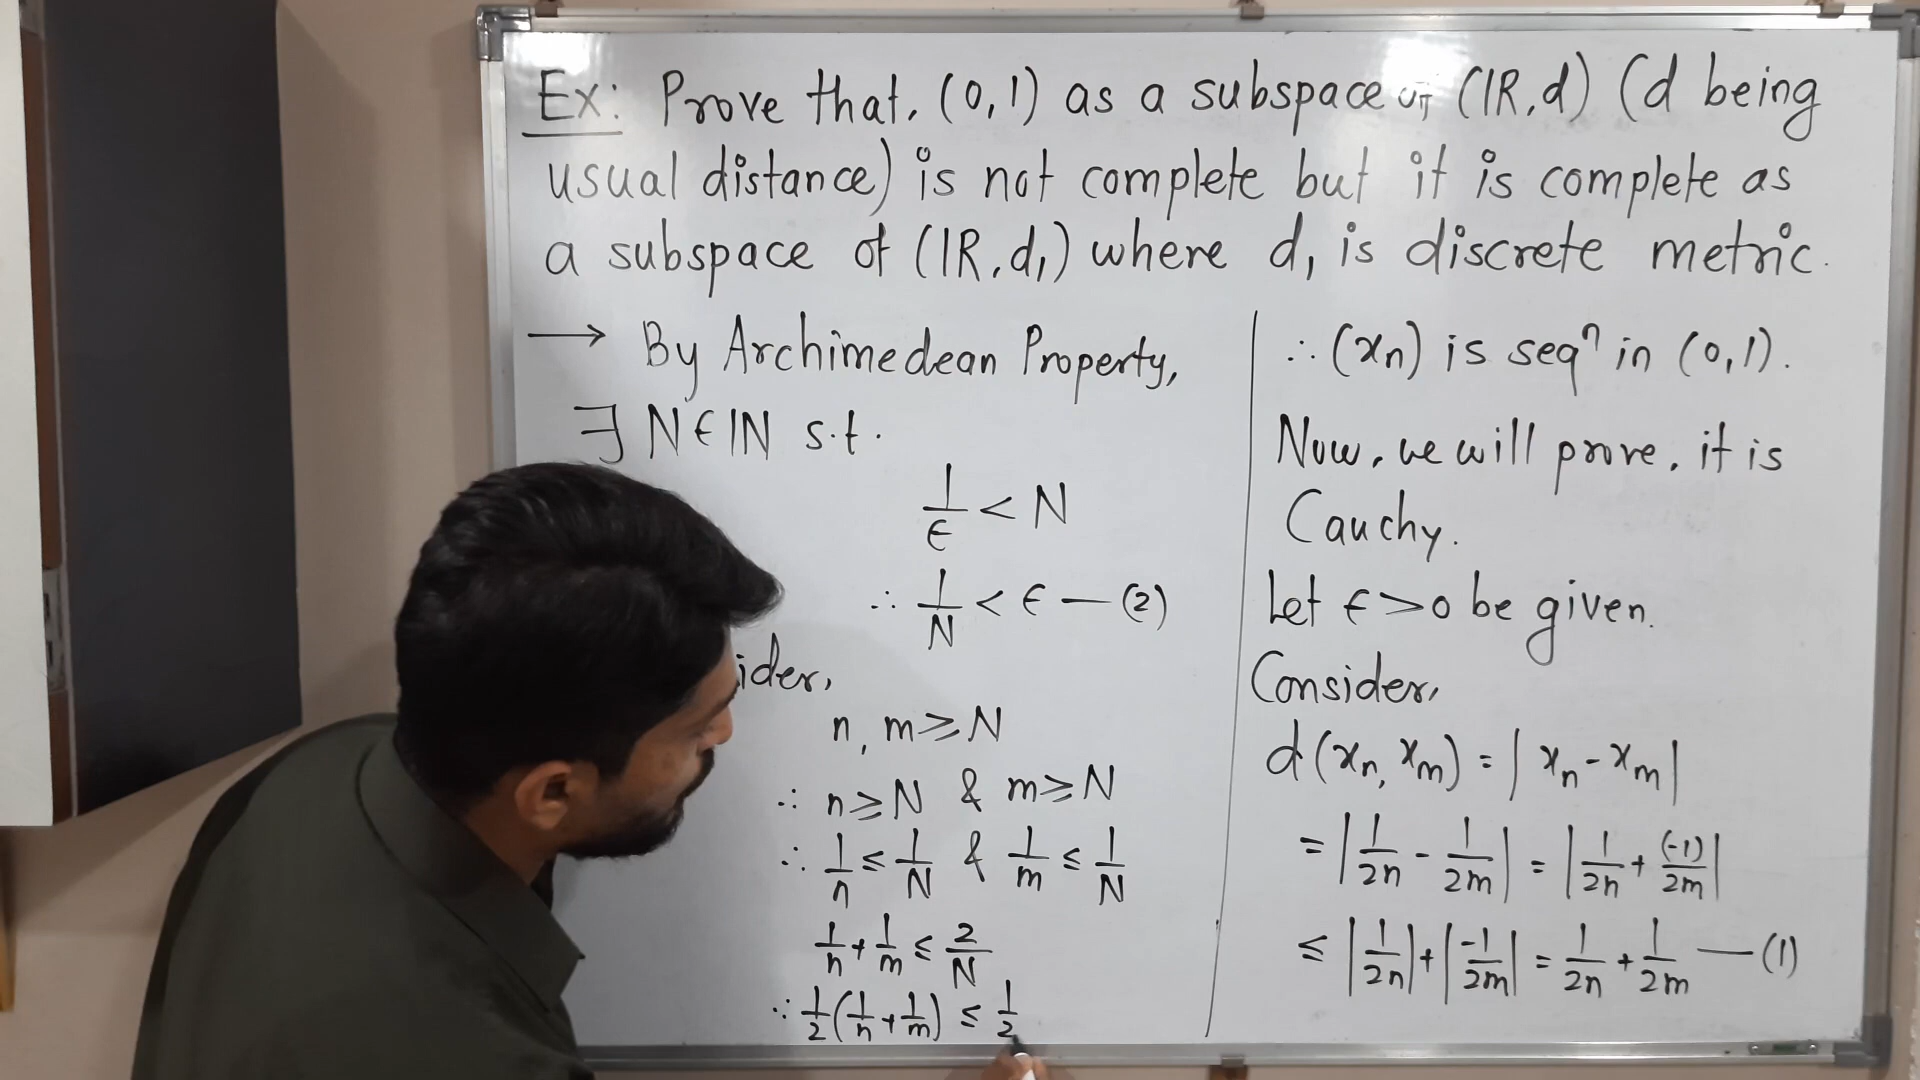 Ex: Prove that, (0,1) as a subspace of (ℝ,d) (d being
usual distance) is not complete but it is complete as
a subspace of (ℝ,d₁) where d₁ is discrete metric.
→ By Archimedean Property,
∃ N∈ℕ s.t.
1/ϵ < N
∴ 1/N < ϵ — (2)
ider,
n, m ≥ N
∴ n ≥ N & m ≥ N
∴ 1/n ≤ 1/N & 1/m ≤ 1/N
1/n + 1/m ≤ 2/N
∴ 1/2 (1/n + 1/m) ≤ 1/2
∴ (xₙ) is seqⁿ in (0,1).
Now, we will prove, it is
Cauchy.
Let ϵ>0 be given.
Consider,
d(xₙ, xₘ) = |xₙ - xₘ|
= |1/2n - 1/2m| = |1/2n + (-1)/2m|
≤ |1/2n| + |-1/2m| = 1/2n + 1/2m — (1)